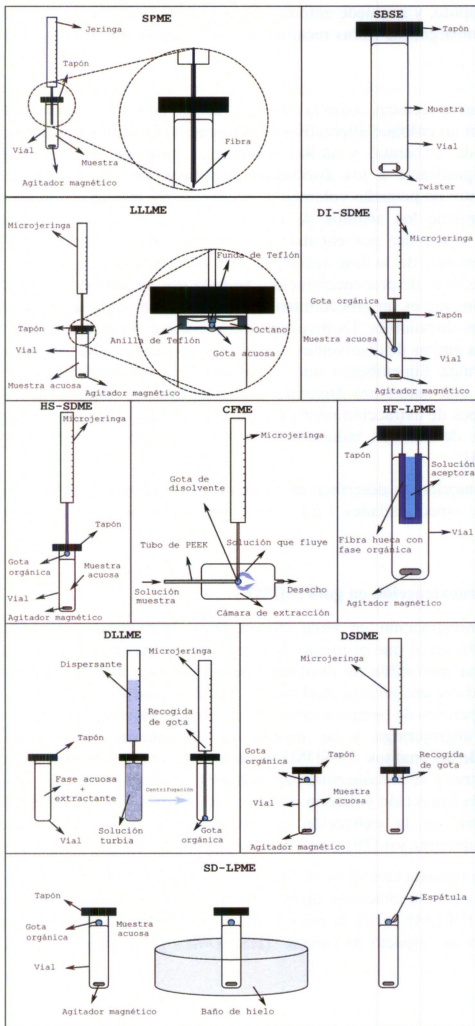 SPME
Jeringa
Tapón
Vial
Muestra
Agitador magnético
Fibra
SBSE
Tapón
Muestra
Vial
Twister
LLLME
Microjeringa
Tapón
Vial
Muestra acuosa
Agitador magnético
Funda de Teflón
Anilla de Teflón
Octano
Gota acuosa
DI-SDME
Microjeringa
Gota orgánica
Tapón
Muestra acuosa
Vial
Agitador magnético
HS-SDME
Microjeringa
Tapón
Gota
orgánica
Muestra
acuosa
Vial
Agitador magnético
CFME
Microjeringa
Gota de
disolvente
Tubo de PEEK
Solución que fluye
Solución
muestra
Desecho
Cámara de extracción
HF-LPME
Tapón
Solución
aceptora
Fibra hueca con
fase orgánica
Vial
Agitador magnético
DLLME
Dispersante
Microjeringa
Tapón
Recogida
de gota
Fase acuosa
+
extractante
Centrifugación
Vial
Solución
turbia
Gota
orgánica
DSDME
Microjeringa
Gota
orgánica
Tapón
Recogida
de gota
Vial
Muestra
acuosa
Agitador magnético
SD-LPME
Tapón
Gota
orgánica
Muestra
acuosa
Vial
Agitador magnético
Baño de hielo
Espátula